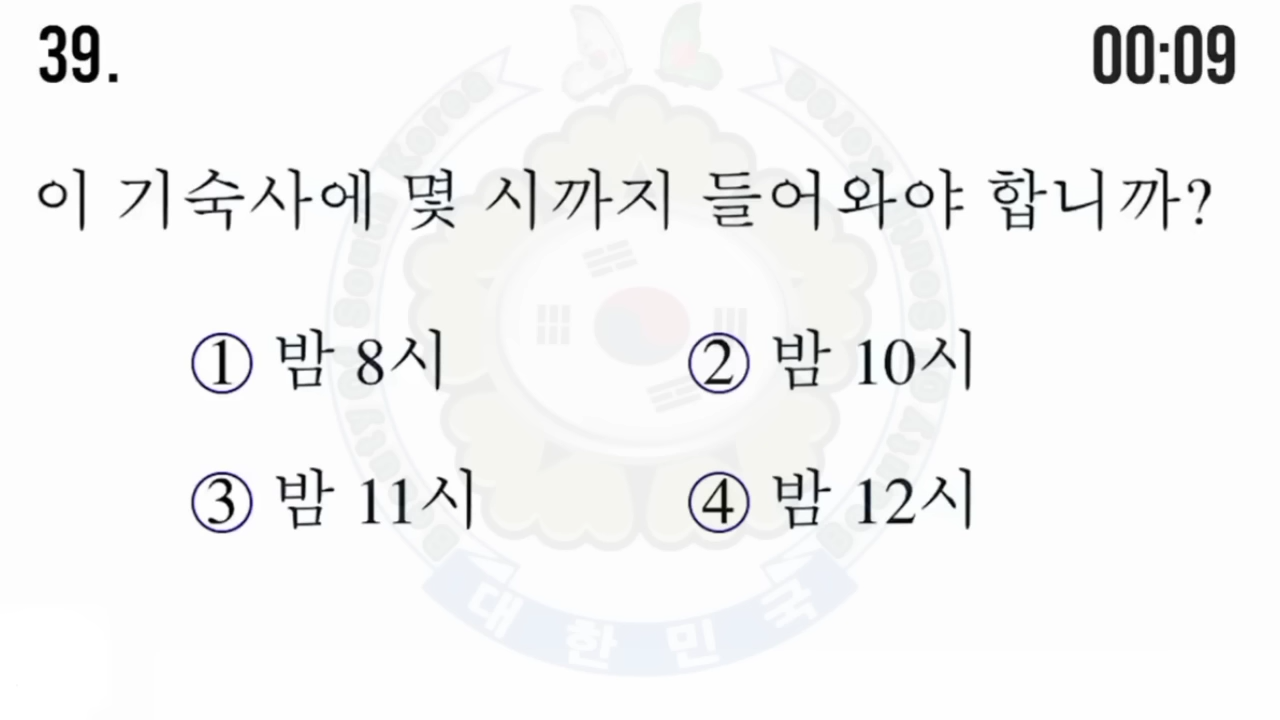 39.
00:09
이 기숙사에 몇 시까지 들어와야 합니까?
① 밤 8시
② 밤 10시
③ 밤 11시
④ 밤 12시
대한민국